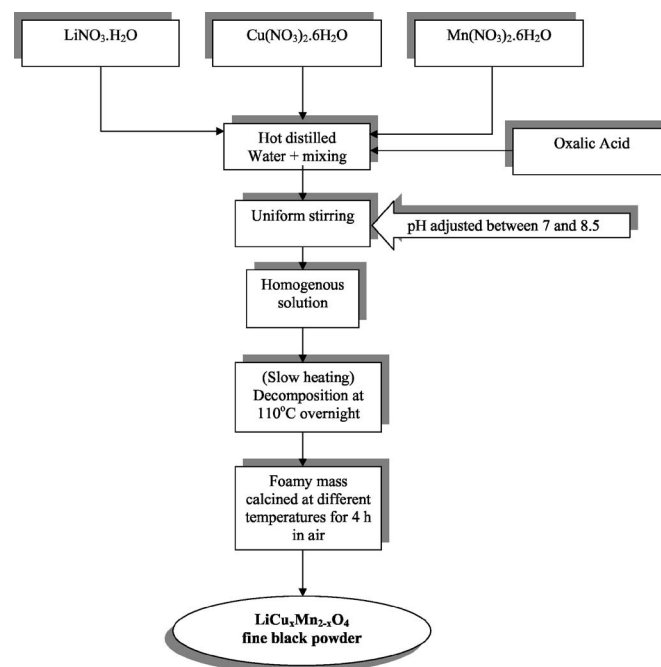 LiNO₃.H₂O
Cu(NO₃)₂.6H₂O
Mn(NO₃)₂.6H₂O
Hot distilled
Water + mixing
Oxalic Acid
Uniform stirring
pH adjusted between 7 and 8.5
Homogenous
solution
(Slow heating)
Decomposition at
110°C overnight
Foamy mass
calcined at different
temperatures for 4 h
in air
LiCuₓMn₂₋ₓO₄
fine black powder